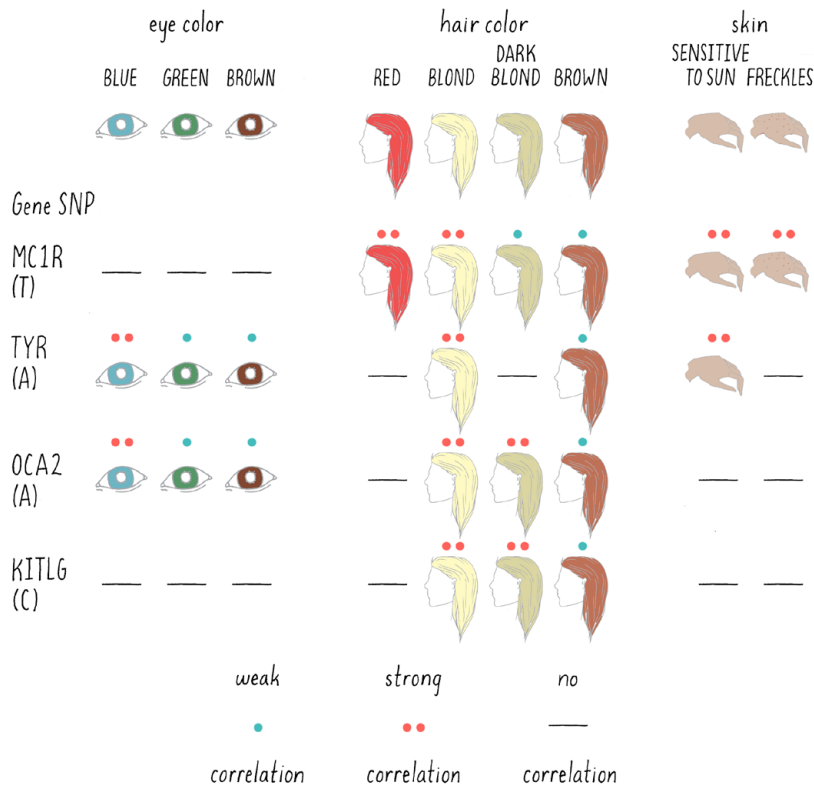 eye color hair color skin
BLUE GREEN BROWN RED BLOND DARK BLOND BROWN SENSITIVE TO SUN FRECKLES
Gene SNP
MC1R
(T)
TYR
(A)
OCA2
(A)
KITLG
(C)
weak strong no
correlation correlation correlation